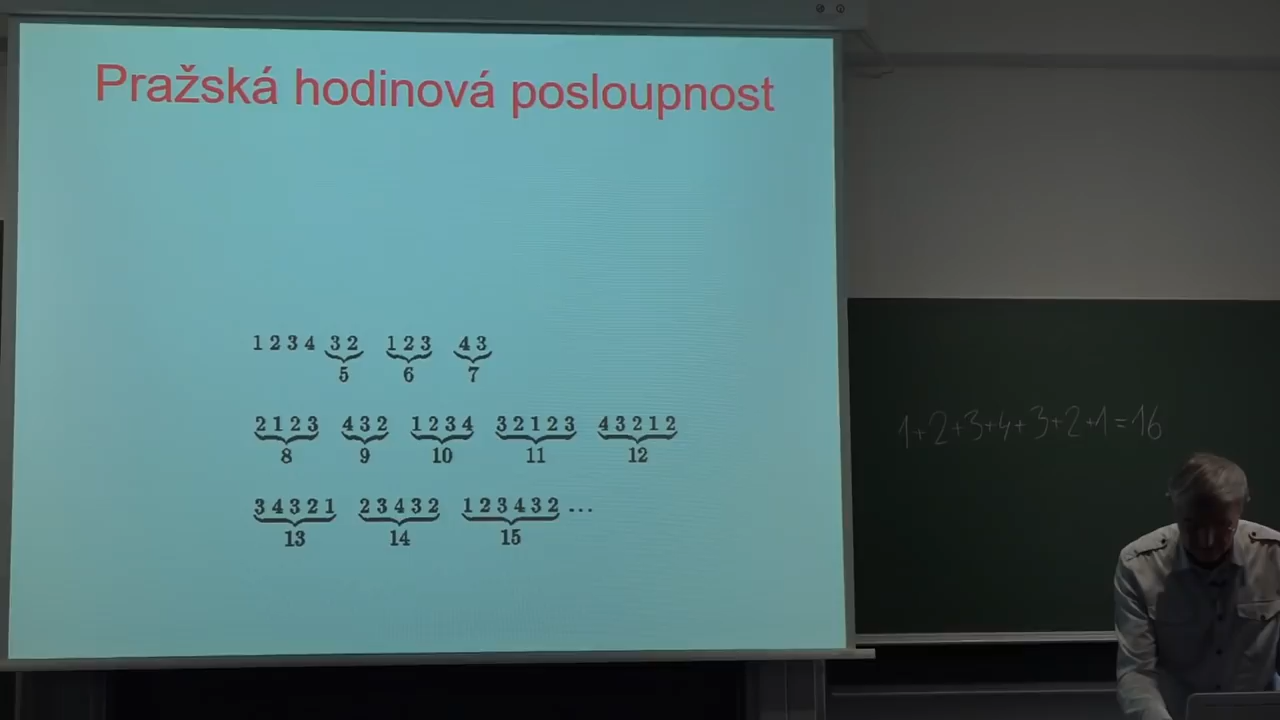 Pražská hodinová posloupnost
1 2 3 4 3 2 1 2 3 4 3
5 6 7
2 1 2 3 4 3 2 1 2 3 4 3 2 1 2 3 4 3 2 1 2
8 9 10 11 12
3 4 3 2 1 2 3 4 3 2 1 2 3 4 3 2 ...
13 14 15
1+2+3+4+3+2+1=16